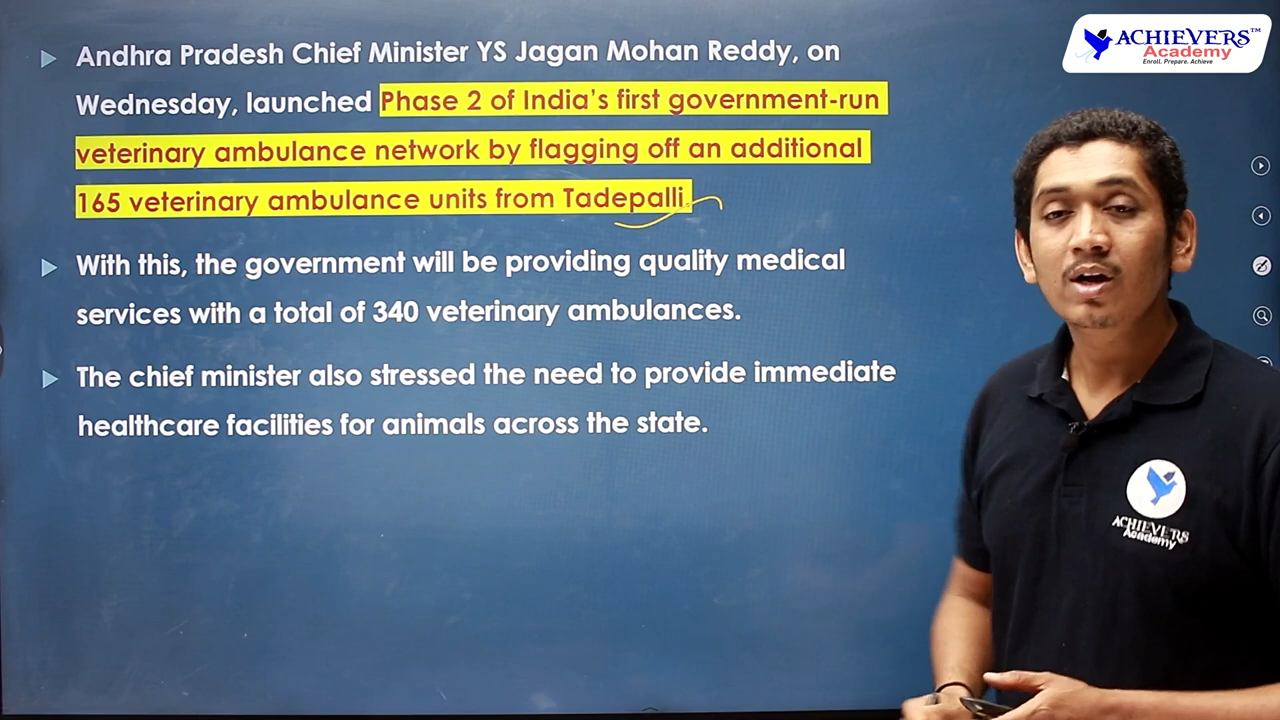 Andhra Pradesh Chief Minister YS Jagan Mohan Reddy, on
Wednesday, launched Phase 2 of India's first government-run
veterinary ambulance network by flagging off an additional
165 veterinary ambulance units from Tadepalli.
With this, the government will be providing quality medical
services with a total of 340 veterinary ambulances.
The chief minister also stressed the need to provide immediate
healthcare facilities for animals across the state.
ACHIEVERS™
Academy
Enroll. Prepare. Achieve
ACHIEVERS
Academy